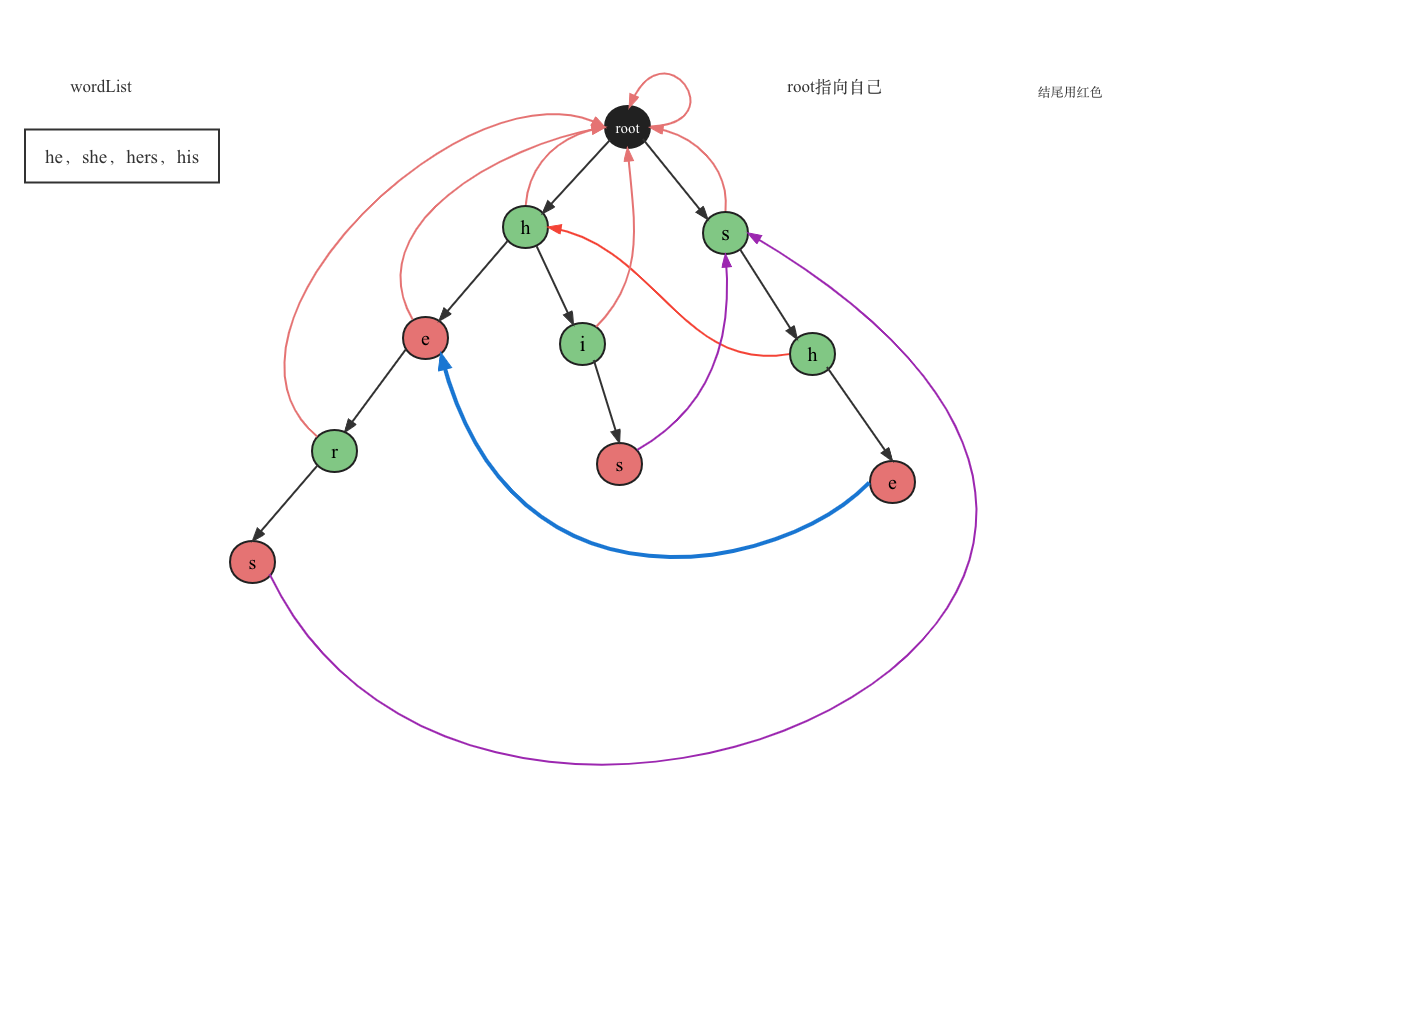 wordList
root指向自己
结尾用红色
he，she，hers，his
root
h
s
e
i
h
r
s
e
s